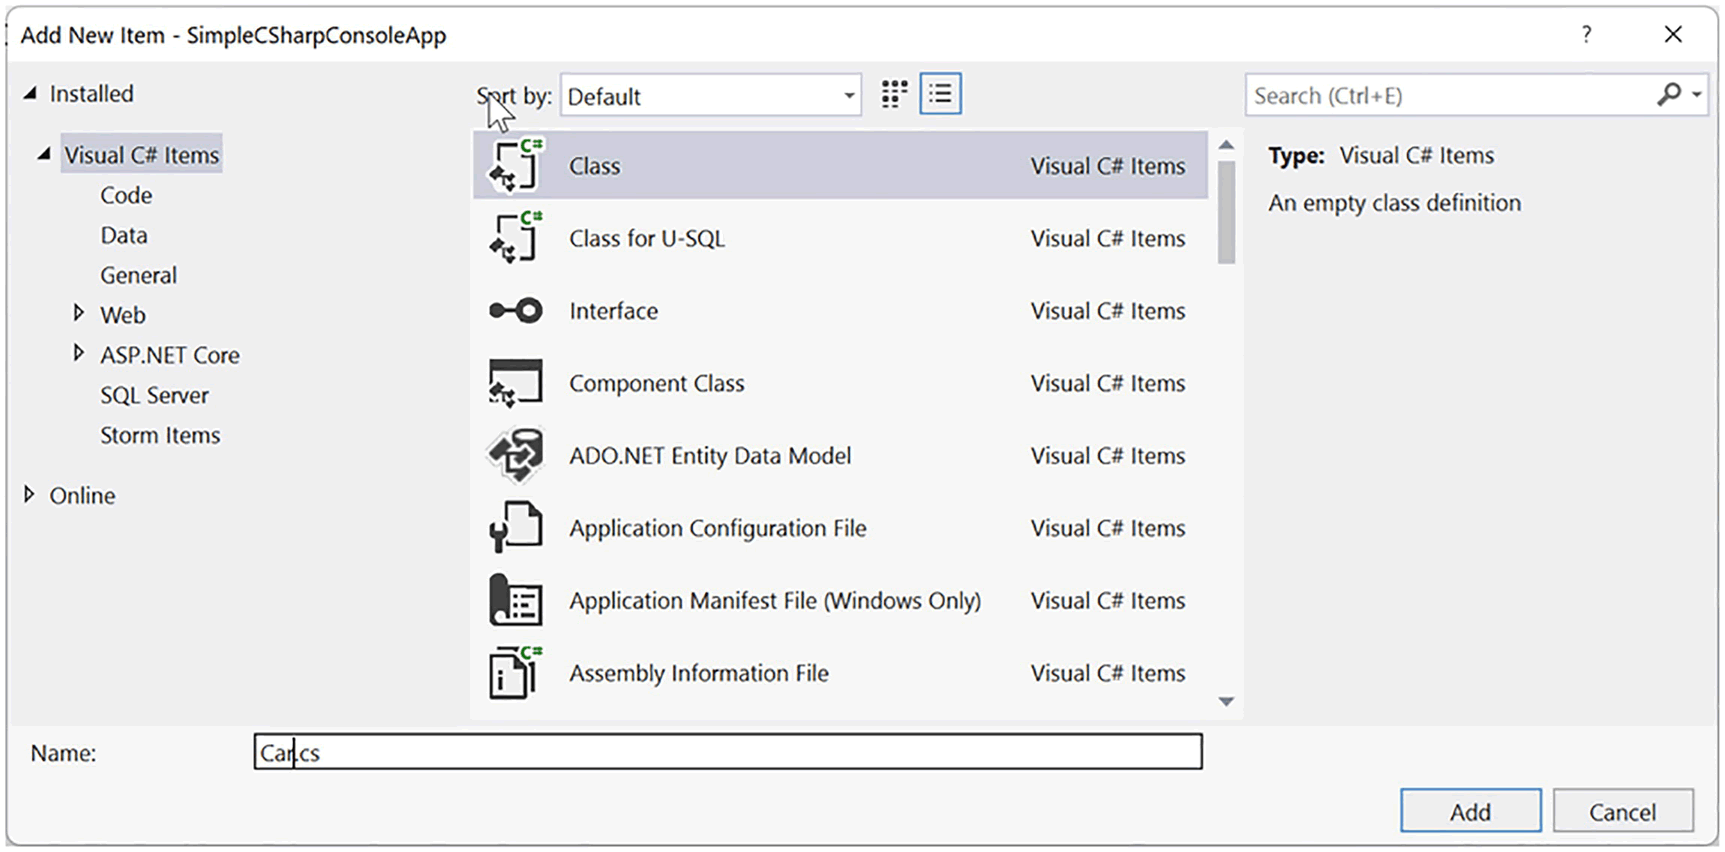 Add New Item - SimpleCSharpConsoleApp
?
Installed
Sort by: Default
Search (Ctrl+E)
Visual C# Items
Code
Data
General
Web
ASP.NET Core
SQL Server
Storm Items
Online
C#
Class Visual C# Items
C#
Class for U-SQL Visual C# Items
Interface Visual C# Items
Component Class Visual C# Items
ADO.NET Entity Data Model Visual C# Items
Application Configuration File Visual C# Items
Application Manifest File (Windows Only) Visual C# Items
C#
Assembly Information File Visual C# Items
Type: Visual C# Items
An empty class definition
Name: Car.cs
Add Cancel